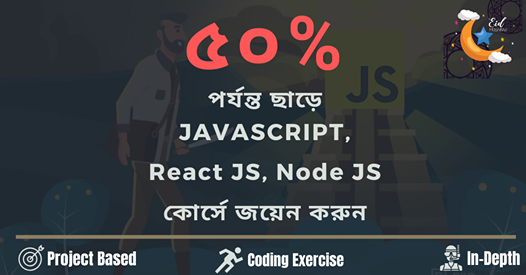 Eid
৫০%
পর্যন্ত ছাড়ে
JS
JAVASCRIPT,
React JS, Node JS
কোর্সে জয়েন করুন
Project Based
Coding Exercise
In-Depth